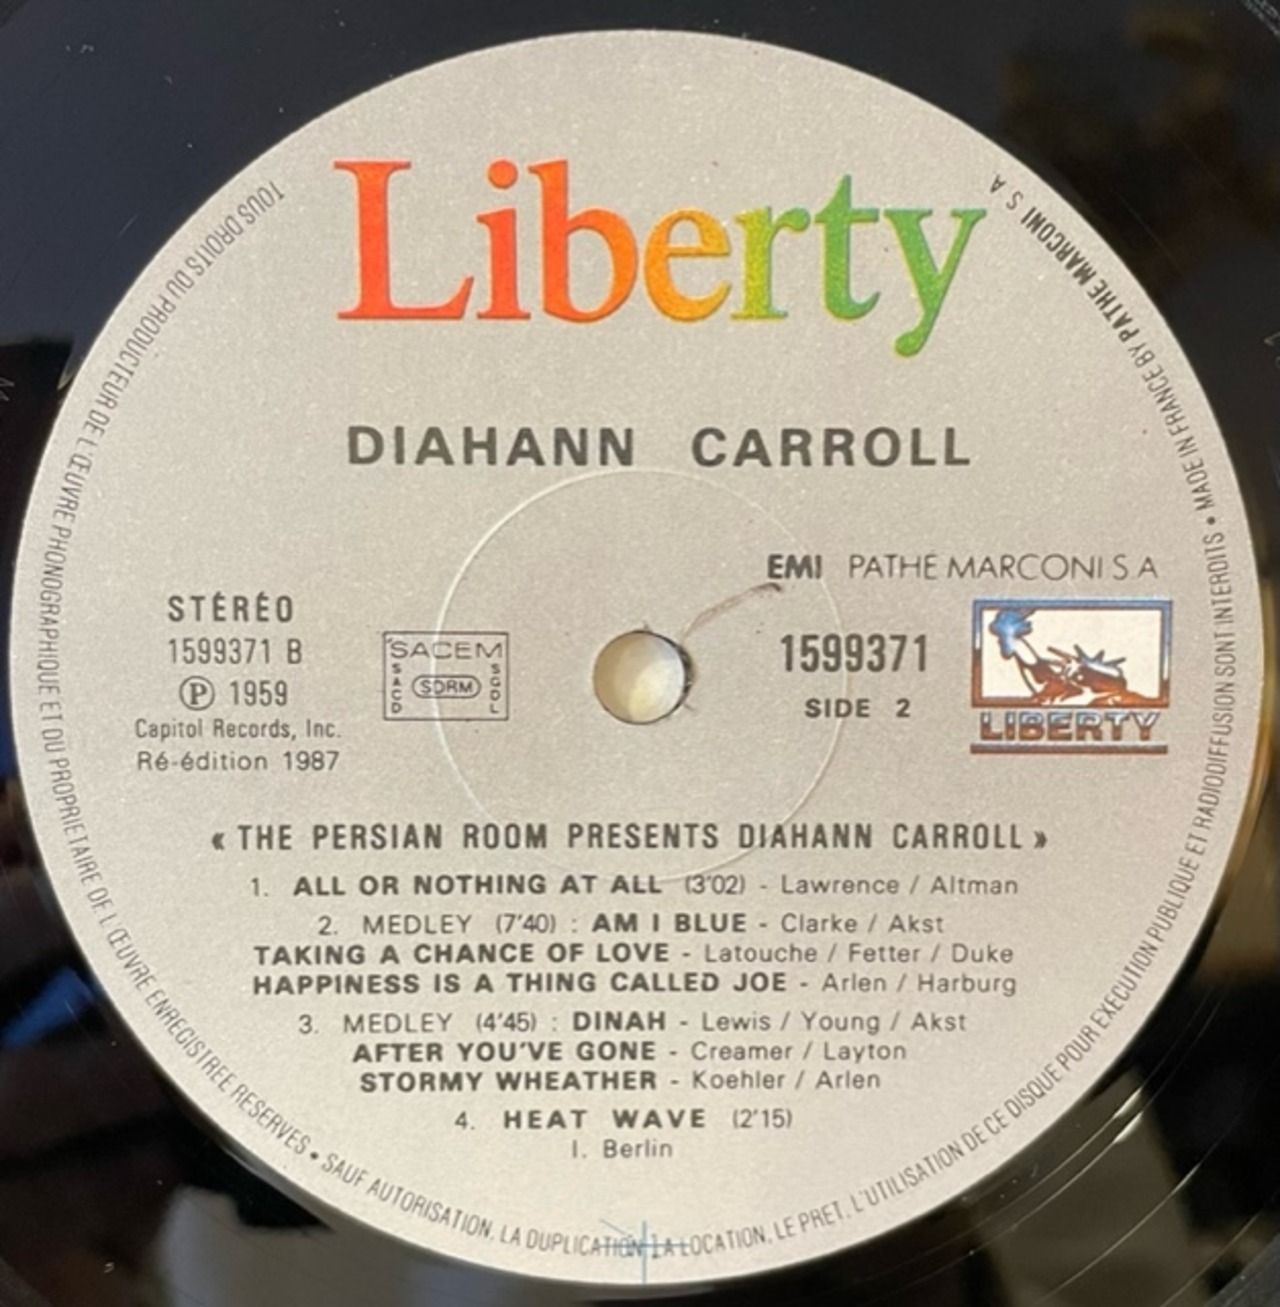 Liberty
DIAHANN CARROLL
EMI PATHE MARCONI S A
STÉRÉO
1599371 B
Ⓟ 1959
Capitol Records, Inc.
Ré-édition 1987
SACEM
SACD
SDRM
SGDL
1599371
SIDE 2
LIBERTY
« THE PERSIAN ROOM PRESENTS DIAHANN CARROLL »
1. ALL OR NOTHING AT ALL (3'02) - Lawrence / Altman
2. MEDLEY (7'40) : AM I BLUE - Clarke / Akst
TAKING A CHANCE OF LOVE - Latouche / Fetter / Duke
HAPPINESS IS A THING CALLED JOE - Arlen / Harburg
3. MEDLEY (4'45) : DINAH - Lewis / Young / Akst
AFTER YOU'VE GONE - Creamer / Layton
STORMY WHEATHER - Koehler / Arlen
4. HEAT WAVE (2'15)
I. Berlin
TOUS DROITS DU PRODUCTEUR DE L'ŒUVRE PHONOGRAPHIQUE ET DU PROPRIETAIRE DE L'ŒUVRE ENREGISTREE RESERVES • SAUF AUTORISATION, LA DUPLICATION, LA LOCATION, LE PRET, L'UTILISATION DE CE DISQUE POUR EXECUTION PUBLIQUE ET RADIODIFFUSION SONT INTERDITS • MADE IN FRANCE BY PATHE MARCONI S A